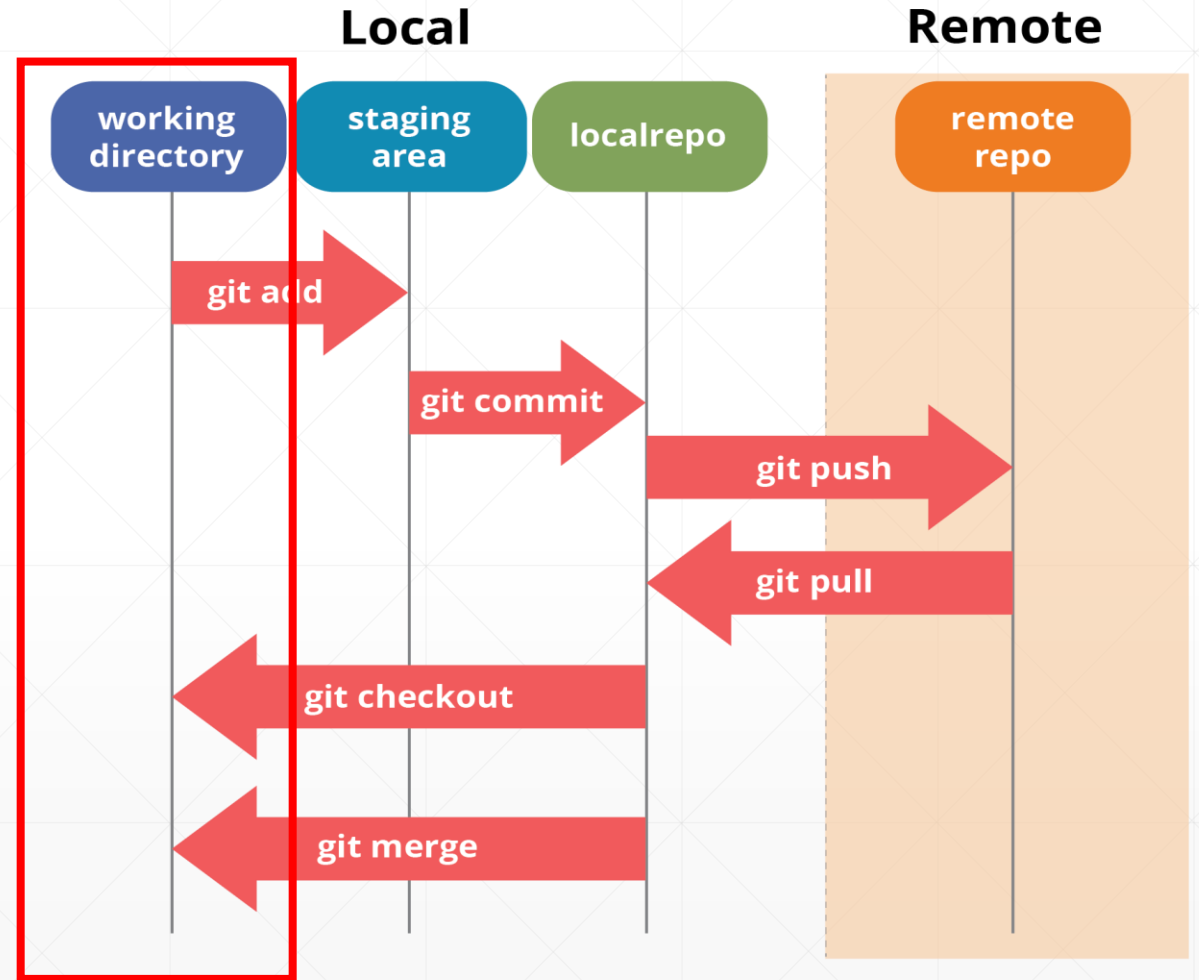 Local
Remote
working
directory
staging
area
localrepo
remote
repo
git add
git commit
git push
git pull
git checkout
git merge